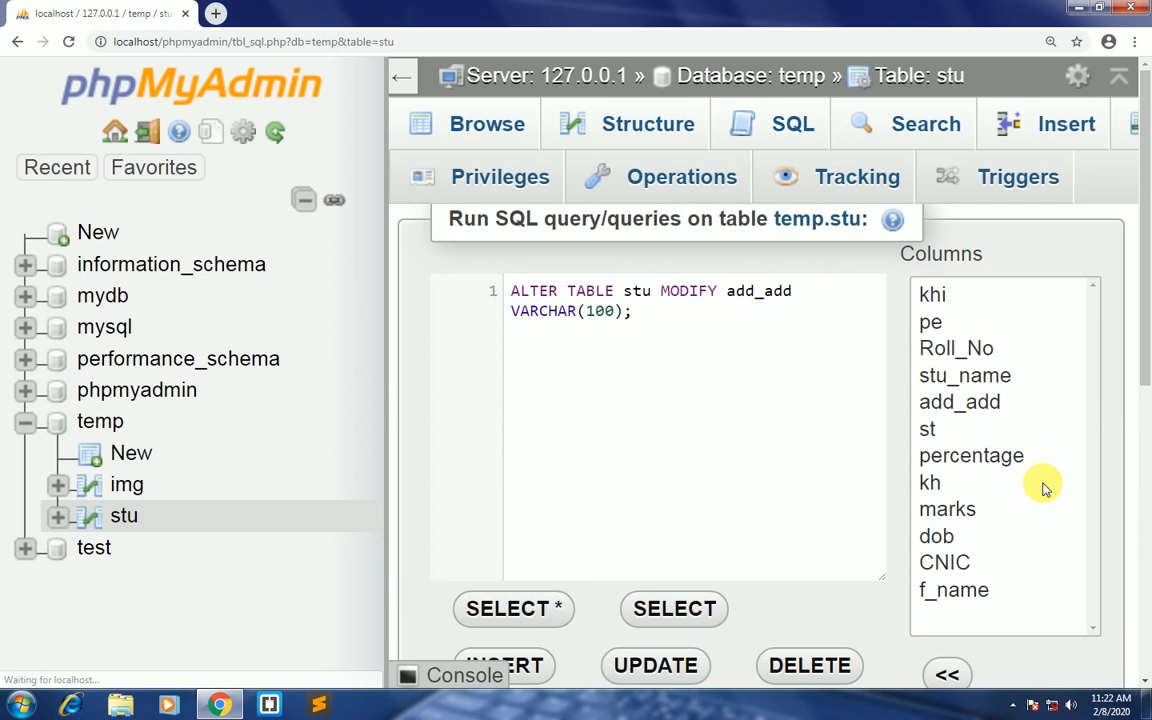 localhost / 127.0.0.1 / temp / stu
localhost/phpmyadmin/tbl_sql.php?db=temp&table=stu
phpMyAdmin
Recent
Favorites
New
information_schema
mydb
mysql
performance_schema
phpmyadmin
temp
New
img
stu
test
Waiting for localhost...
Server: 127.0.0.1 » Database: temp » Table: stu
Browse
Structure
SQL
Search
Insert
Privileges
Operations
Tracking
Triggers
Run SQL query/queries on table temp.stu:
Columns
1 ALTER TABLE stu MODIFY add_add
VARCHAR(100);
khi
pe
Roll_No
stu_name
add_add
st
percentage
kh
marks
dob
CNIC
f_name
SELECT *
SELECT
INSERT
UPDATE
DELETE
<<
Console
11:22 AM
2/8/2020